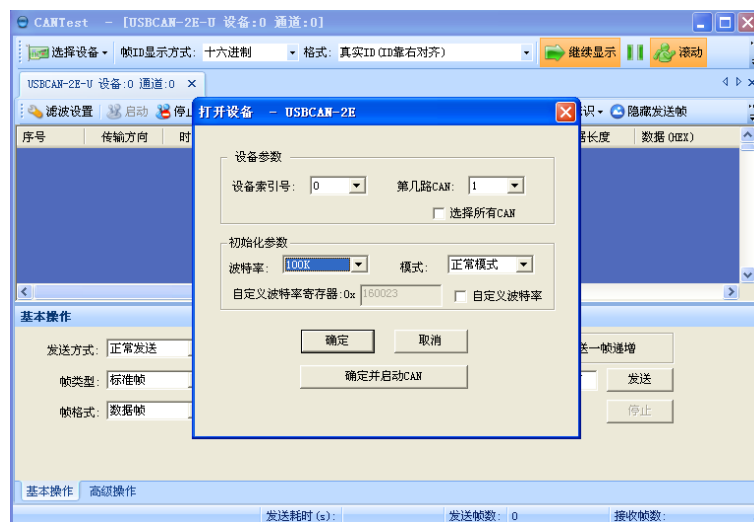 CANTest - [USBCAN-2E-U 设备:0 通道:0]
选择设备 帧ID显示方式: 十六进制 格式: 真实ID(ID靠右对齐) 继续显示 滚动
USBCAN-2E-U 设备:0 通道:0
滤波设置 启动 停止 打开设备 - USBCAN-2E 识 隐藏发送帧
序号 传输方向 时 据长度 数据(HEX)
设备参数
设备索引号: 0 第几路CAN: 1
选择所有CAN
初始化参数
波特率: 100K 模式: 正常模式
自定义波特率寄存器:0x 160023 自定义波特率
基本操作
确定 取消
发送方式: 正常发送 送一帧递增
确定并启动CAN
帧类型: 标准帧 发送
帧格式: 数据帧 停止
基本操作 高级操作
发送耗时(s): 发送帧数: 0 接收帧数: